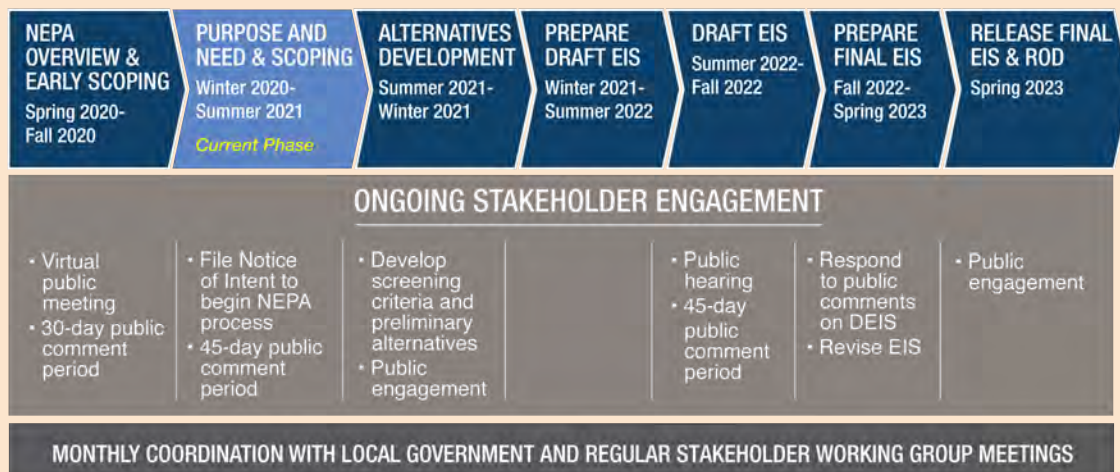 NEPA
OVERVIEW &
EARLY SCOPING
Spring 2020-
Fall 2020
PURPOSE AND
NEED & SCOPING
Winter 2020-
Summer 2021
Current Phase
ALTERNATIVES
DEVELOPMENT
Summer 2021-
Winter 2021
PREPARE
DRAFT EIS
Winter 2021-
Summer 2022
DRAFT EIS
Summer 2022-
Fall 2022
PREPARE
FINAL EIS
Fall 2022-
Spring 2023
RELEASE FINAL
EIS & ROD
Spring 2023
ONGOING STAKEHOLDER ENGAGEMENT
• Virtual
public
meeting
• 30-day public
comment
period
• File Notice
of Intent to
begin NEPA
process
• 45-day public
comment
period
• Develop
screening
criteria and
preliminary
alternatives
• Public
engagement
• Public
hearing
• 45-day
public
comment
period
• Respond
to public
comments
on DEIS
• Revise EIS
• Public
engagement
MONTHLY COORDINATION WITH LOCAL GOVERNMENT AND REGULAR STAKEHOLDER WORKING GROUP MEETINGS